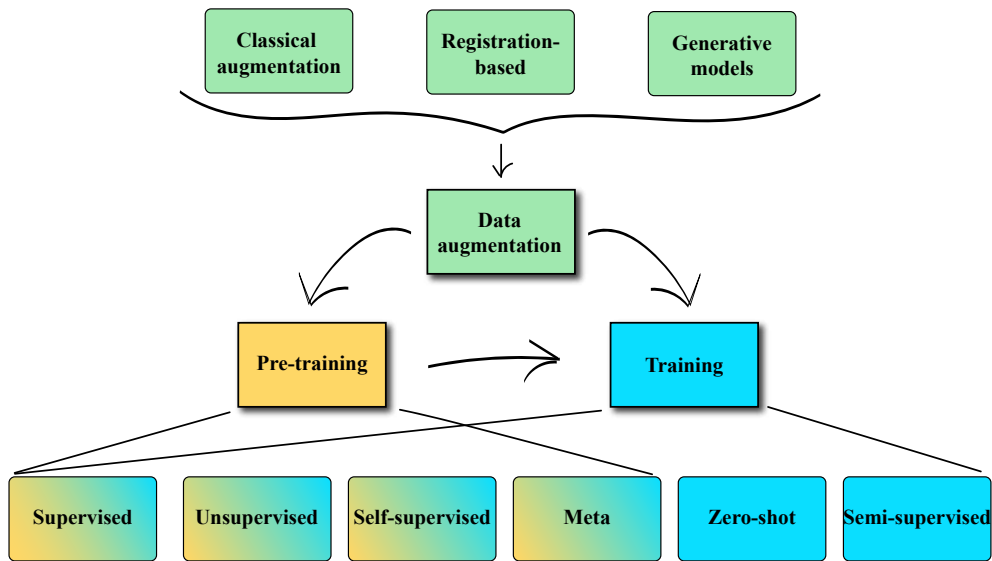 Classical
augmentation
Registration-
based
Generative
models
Data
augmentation
Pre-training
Training
Supervised
Unsupervised
Self-supervised
Meta
Zero-shot
Semi-supervised